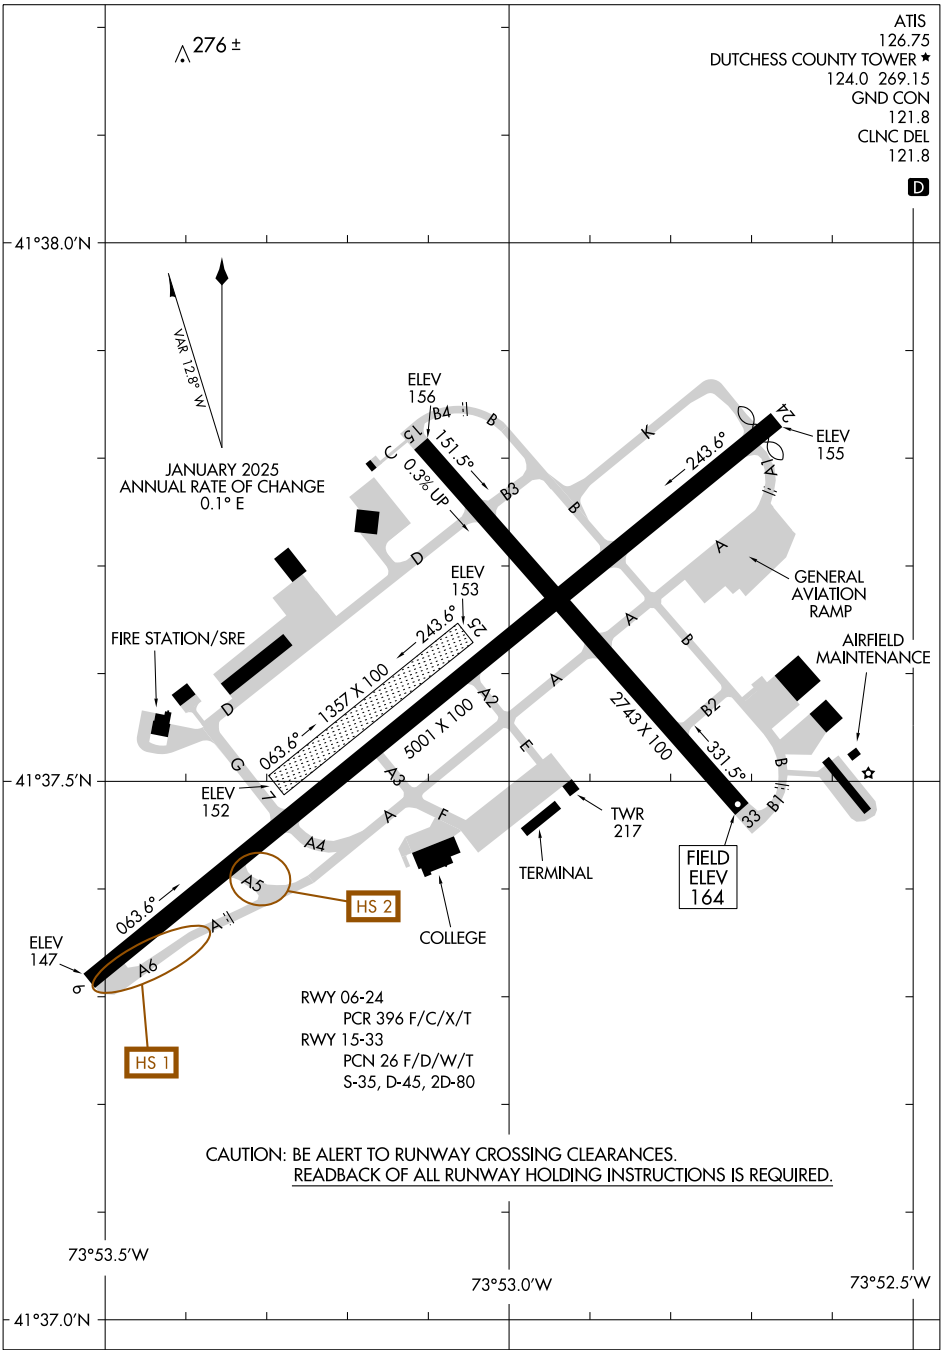 276 ±
ATIS
126.75
DUTCHESS COUNTY TOWER ★
124.0 269.15
GND CON
121.8
CLNC DEL
121.8
D
41°38.0'N
VAR 12.8° W
JANUARY 2025
ANNUAL RATE OF CHANGE
0.1° E
ELEV
156
15
B4
B
C
151.5°
0.3% UP
B3
B
K
243.6°
24
ELEV
155
A1
A
GENERAL
AVIATION
RAMP
D
ELEV
153
25
243.6°
1357 X 100
063.6°
7
ELEV
152
FIRE STATION/SRE
D
G
A
A
B
AIRFIELD
MAINTENANCE
A2
E
5001 X 100
2743 X 100
B2
331.5°
B
B1
33
A3
A
F
A4
41°37.5'N
TWR
217
TERMINAL
COLLEGE
FIELD
ELEV
164
A5
HS 2
063.6°
A
A6
ELEV
147
6
HS 1
RWY 06-24
PCR 396 F/C/X/T
RWY 15-33
PCN 26 F/D/W/T
S-35, D-45, 2D-80
CAUTION: BE ALERT TO RUNWAY CROSSING CLEARANCES.
READBACK OF ALL RUNWAY HOLDING INSTRUCTIONS IS REQUIRED.
73°53.5'W
73°53.0'W
73°52.5'W
41°37.0'N